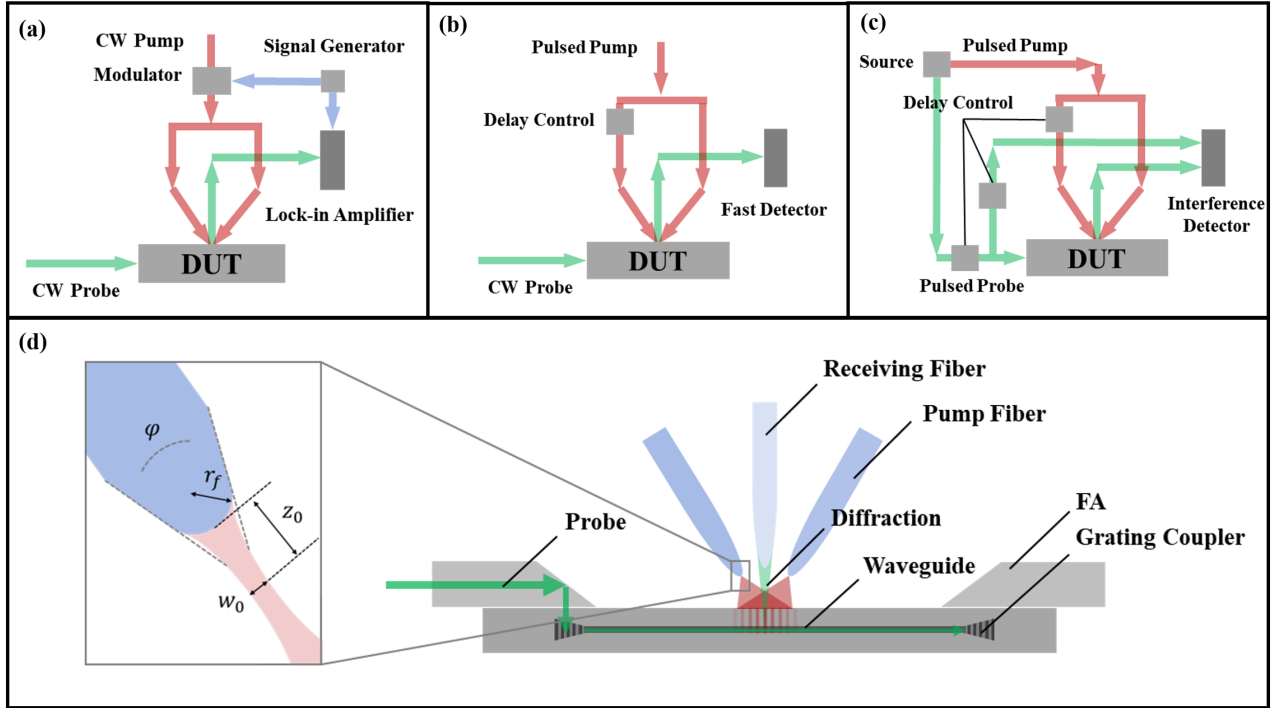 (a)
CW Pump
Signal Generator
Modulator
Lock-in Amplifier
DUT
CW Probe
(b)
Pulsed Pump
Delay Control
Fast Detector
DUT
CW Probe
(c)
Pulsed Pump
Source
Delay Control
Interference
Detector
DUT
Pulsed Probe
(d)
φ
r_f
z_0
w_0
Receiving Fiber
Pump Fiber
Probe
Diffraction
FA
Grating Coupler
Waveguide